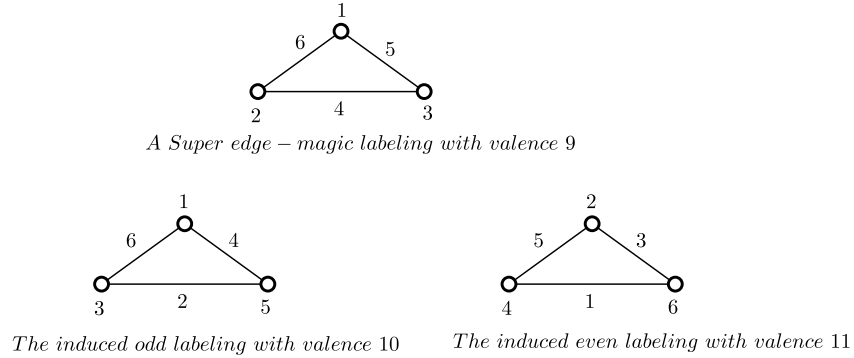 1
6 5
2 4 3
A Super edge – magic labeling with valence 9
1 2
6 4 5 3
3 2 5 4 1 6
The induced odd labeling with valence 10 The induced even labeling with valence 11